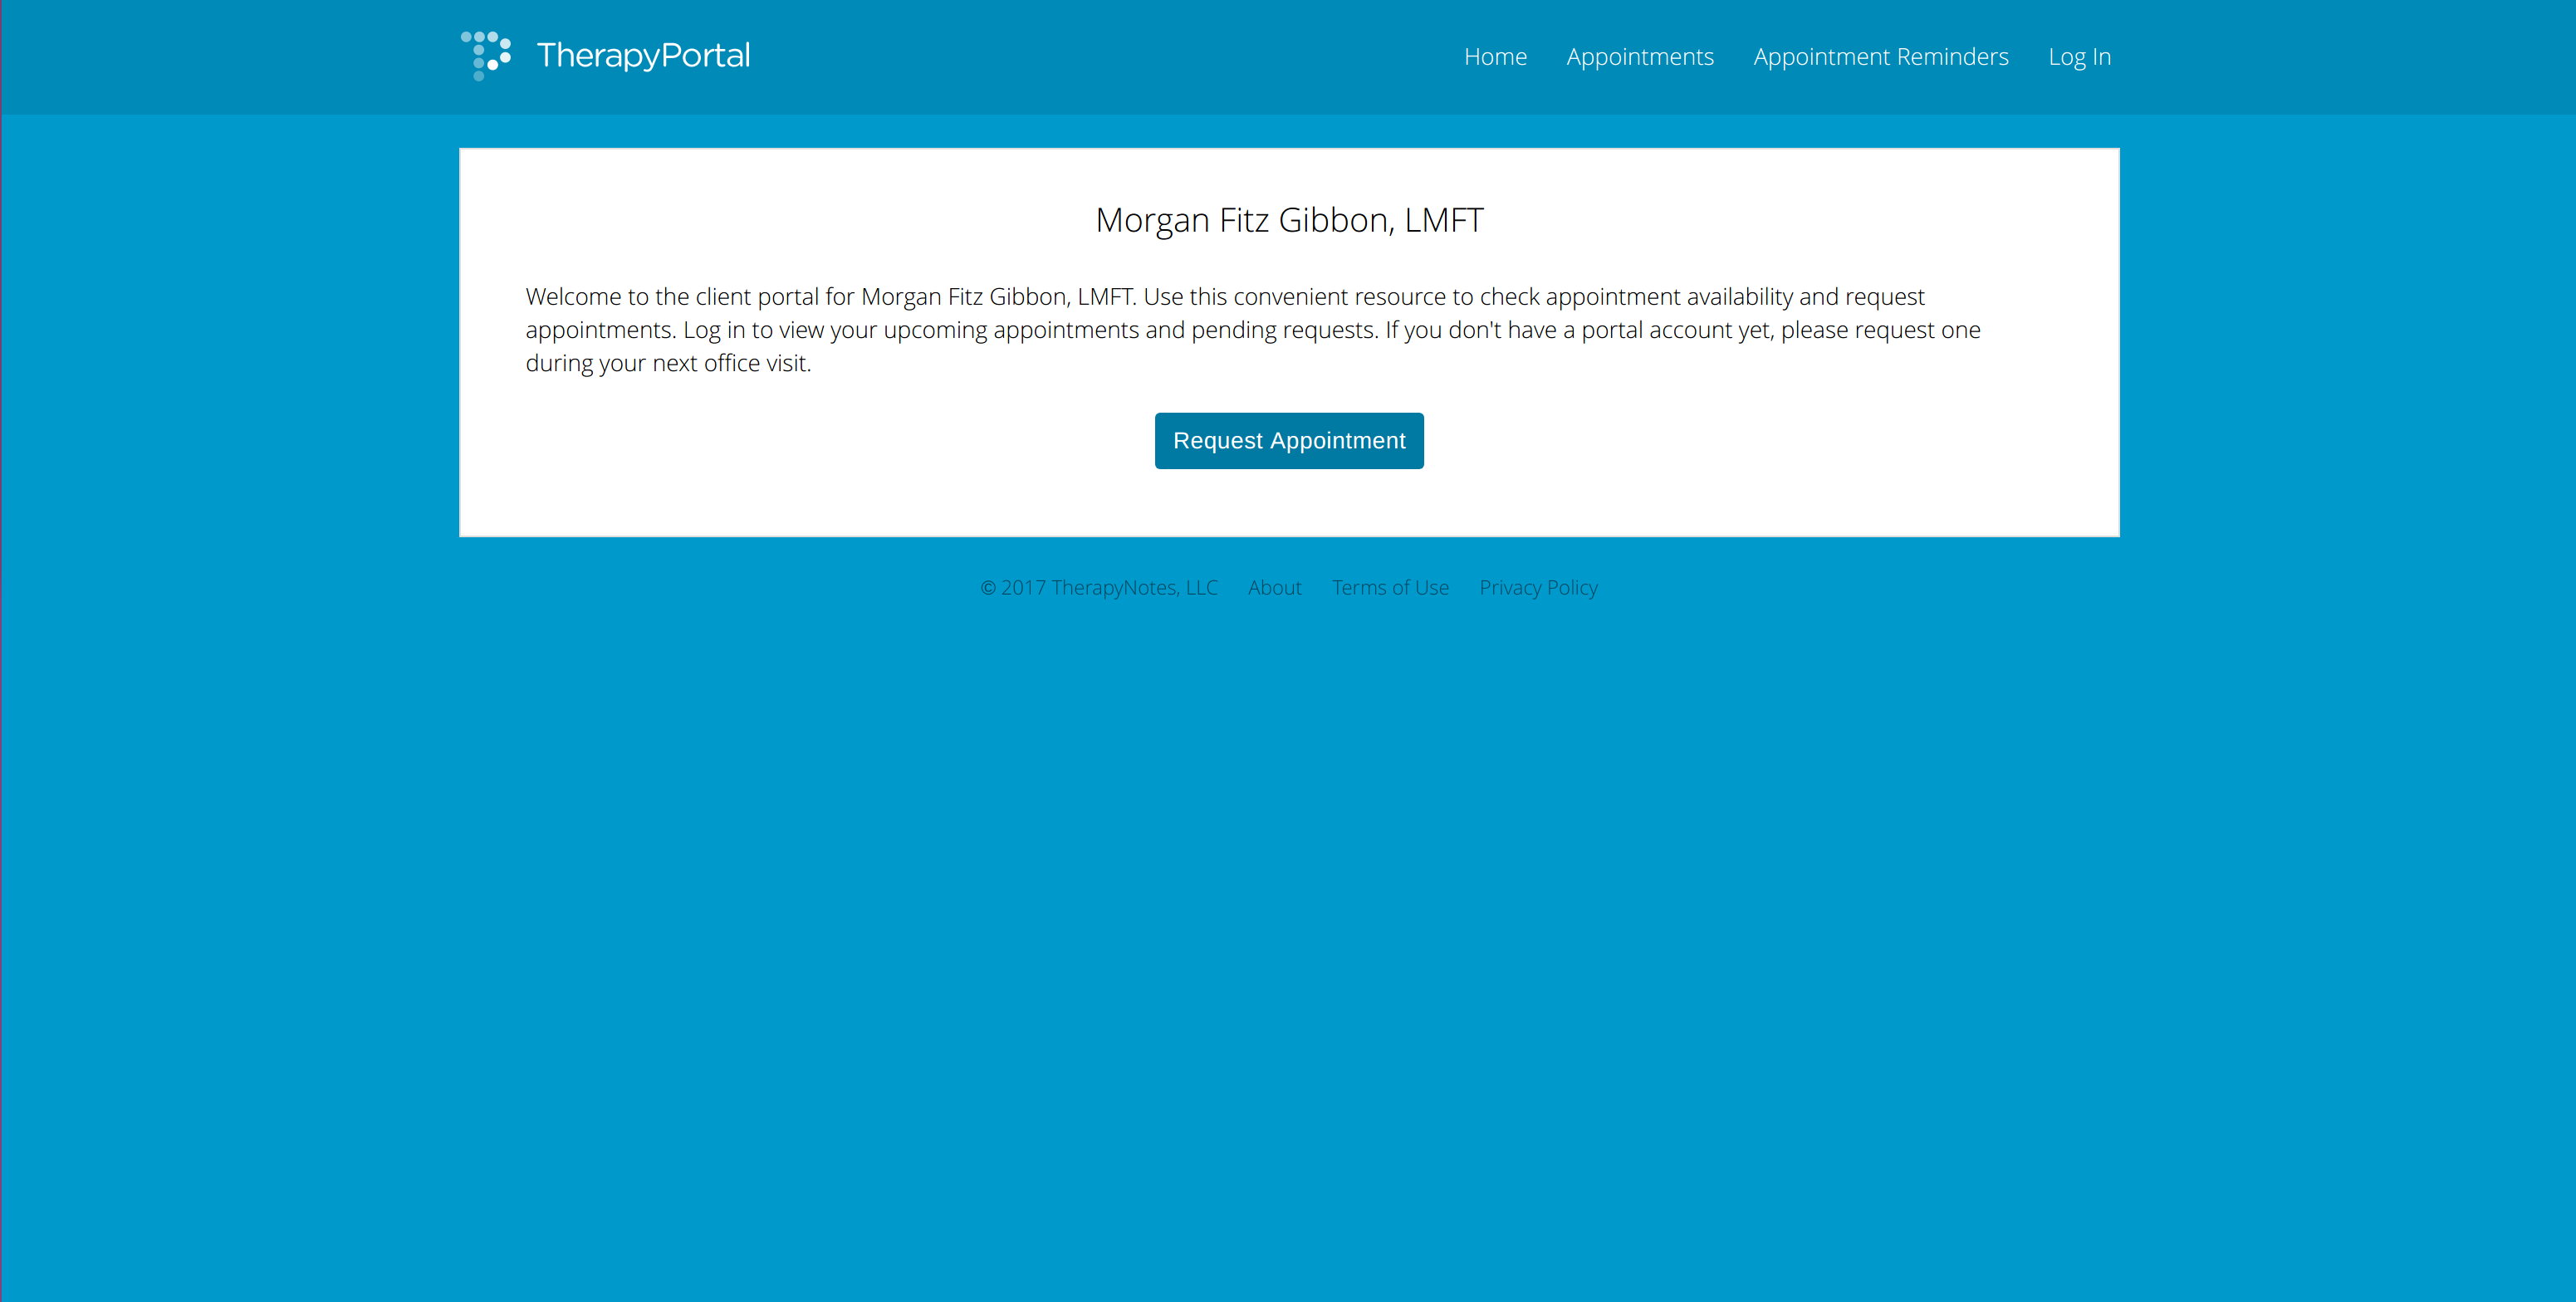 TherapyPortal
Home Appointments Appointment Reminders Log In
Morgan Fitz Gibbon, LMFT
Welcome to the client portal for Morgan Fitz Gibbon, LMFT. Use this convenient resource to check appointment availability and request
appointments. Log in to view your upcoming appointments and pending requests. If you don't have a portal account yet, please request one
during your next office visit.
Request Appointment
© 2017 TherapyNotes, LLC About Terms of Use Privacy Policy